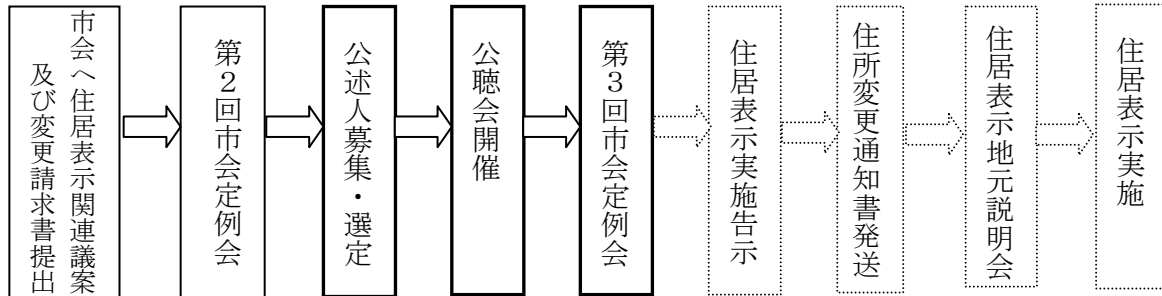 市会へ住居表示関連議案
及び変更請求書提出
第２回市会定例会
公述人募集・選定
公聴会開催
第３回市会定例会
住居表示実施告示
住所変更通知書発送
住居表示地元説明会
住居表示実施